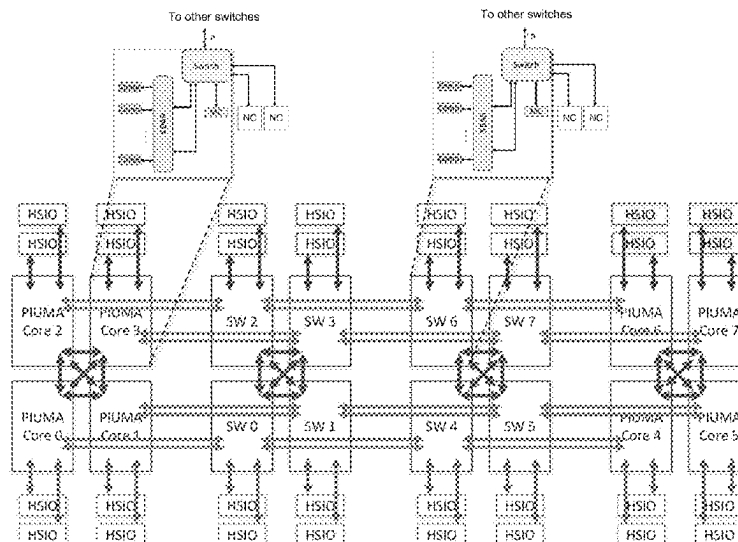 To other switches
To other switches
Switch
Switch
NC
NC
NC
NC
HSIO HSIO HSIO HSIO HSIO HSIO HSIO HSIO
HSIO HSIO HSIO HSIO HSIO HSIO HSIO HSIO
PIUMA
Core 2
PIUMA
Core 3
SW 2
SW 3
SW 6
SW 7
PIUMA
Core 6
PIUMA
Core 7
PIUMA
Core 0
PIUMA
Core 1
SW 0
SW 1
SW 4
SW 5
PIUMA
Core 4
PIUMA
Core 5
HSIO HSIO HSIO HSIO HSIO HSIO HSIO HSIO
HSIO HSIO HSIO HSIO HSIO HSIO HSIO HSIO